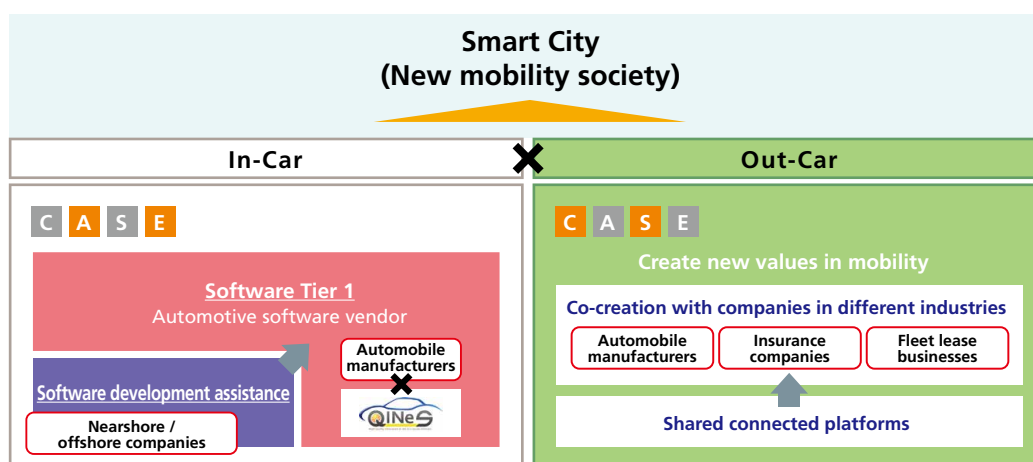 Smart City
(New mobility society)
In-Car
Out-Car
C A S E
Software Tier 1
Automotive software vendor
Automobile
manufacturers
QINeS
Software development assistance
Nearshore /
offshore companies
C A S E
Create new values in mobility
Co-creation with companies in different industries
Automobile
manufacturers
Insurance
companies
Fleet lease
businesses
Shared connected platforms